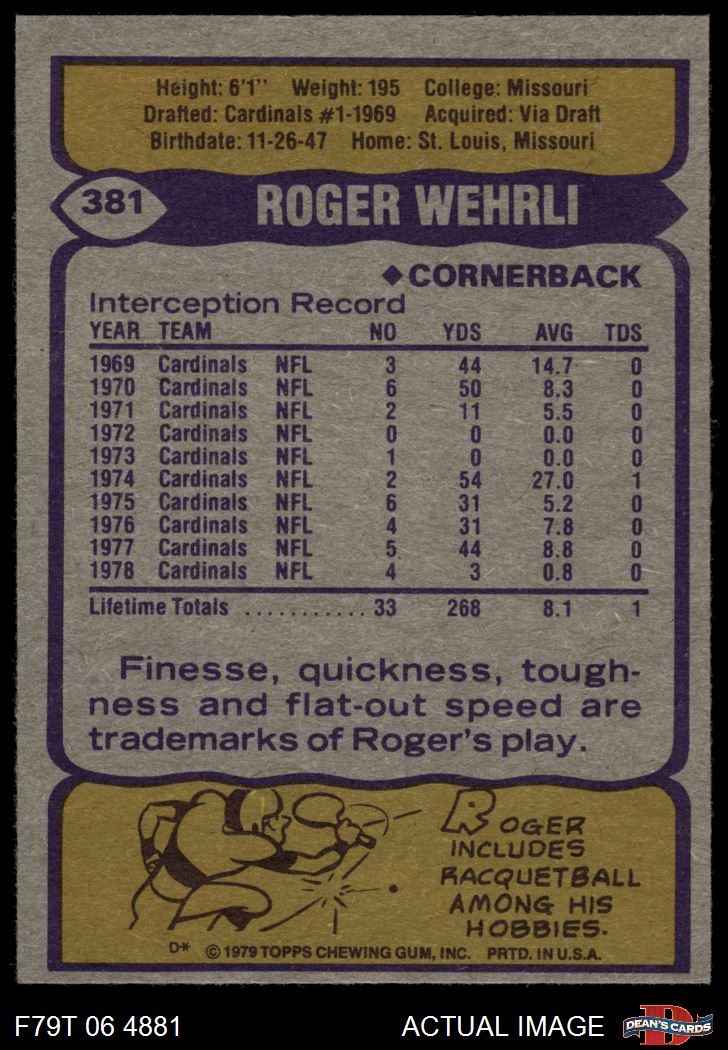 Height: 6'1'' Weight: 195 College: Missouri
Drafted: Cardinals #1-1969 Acquired: Via Draft
Birthdate: 11-26-47 Home: St. Louis, Missouri
381 ROGER WEHRLI
◆CORNERBACK
Interception Record
YEAR TEAM NO YDS AVG TDS
1969 Cardinals NFL 3 44 14.7 0
1970 Cardinals NFL 6 50 8.3 0
1971 Cardinals NFL 2 11 5.5 0
1972 Cardinals NFL 0 0 0.0 0
1973 Cardinals NFL 1 0 0.0 0
1974 Cardinals NFL 2 54 27.0 1
1975 Cardinals NFL 6 31 5.2 0
1976 Cardinals NFL 4 31 7.8 0
1977 Cardinals NFL 5 44 8.8 0
1978 Cardinals NFL 4 3 0.8 0
Lifetime Totals ............ 33 268 8.1 1
Finesse, quickness, tough-
ness and flat-out speed are
trademarks of Roger's play.
ROGER
INCLUDES
RACQUETBALL
AMONG HIS
HOBBIES.
D* © 1979 TOPPS CHEWING GUM, INC. PRTD. IN U.S.A.
F79T 06 4881 ACTUAL IMAGE D DEAN'S CARDS